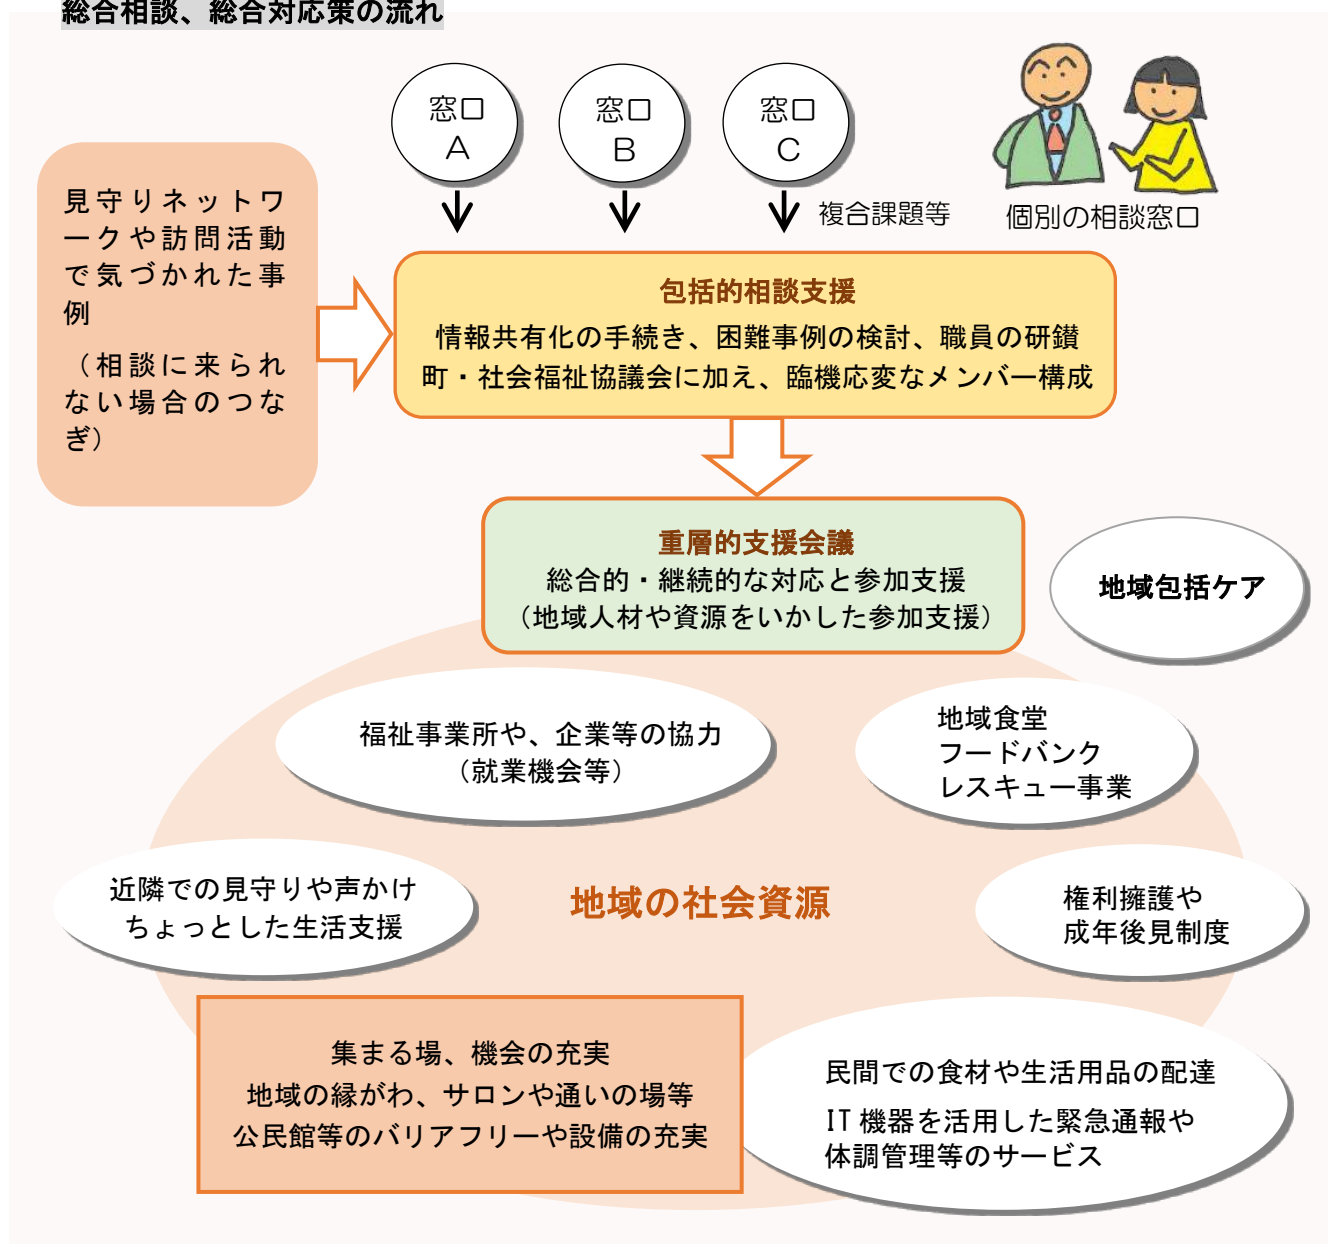 総合相談、総合対応策の流れ
窓口
A
窓口
B
窓口
C
複合課題等
個別の相談窓口
見守りネットワ
ークや訪問活動
で気づかれた事
例
（相談に来られ
ない場合のつな
ぎ）
包括的相談支援
情報共有化の手続き、困難事例の検討、職員の研鑚
町・社会福祉協議会に加え、臨機応変なメンバー構成
重層的支援会議
総合的・継続的な対応と参加支援
（地域人材や資源をいかした参加支援）
地域包括ケア
福祉事業所や、企業等の協力
（就業機会等）
地域食堂
フードバンク
レスキュー事業
近隣での見守りや声かけ
ちょっとした生活支援
地域の社会資源
権利擁護や
成年後見制度
集まる場、機会の充実
地域の縁がわ、サロンや通いの場等
公民館等のバリアフリーや設備の充実
民間での食材や生活用品の配達
IT 機器を活用した緊急通報や
体調管理等のサービス